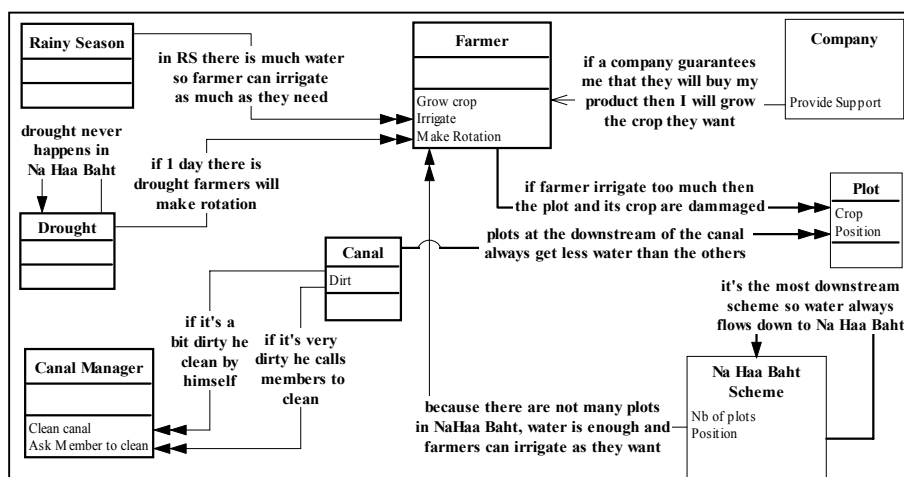 Rainy Season
in RS there is much water
so farmer can irrigate
as much as they need
Farmer
Grow crop
Irrigate
Make Rotation
if a company guarantees
me that they will buy my
product then I will grow
the crop they want
Company
Provide Support
drought never
happens in
Na Haa Baht
if 1 day there is
drought farmers will
make rotation
Drought
if farmer irrigate too much then
the plot and its crop are dammaged
plots at the downstream of the canal
always get less water than the others
Plot
Crop
Position
Canal
Dirt
if it's a
bit dirty he
clean by
himself
if it's very
dirty he calls
members to
clean
it's the most downstream
scheme so water always
flows down to Na Haa Baht
Canal Manager
Clean canal
Ask Member to clean
because there are not many plots
in NaHaa Baht, water is enough and
farmers can irrigate as they want
Na Haa Baht
Scheme
Nb of plots
Position